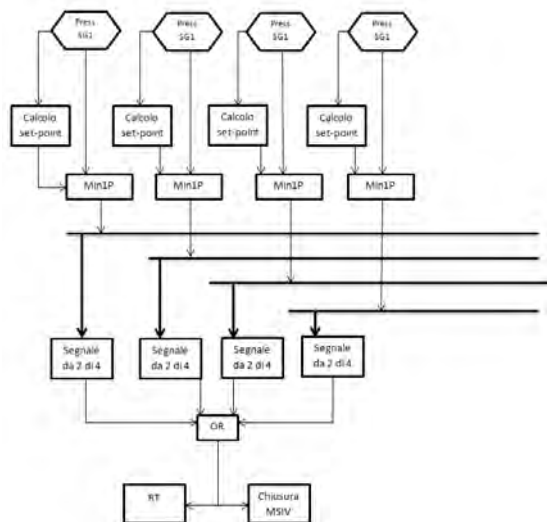 Press
SG1
Press
SG1
Press
SG1
Press
SG1
Calcolo
set-point
Calcolo
set-point
Calcolo
set-point
Calcolo
set-point
Min1P
Min1P
Min1P
Min1P
Segnale
da 2 di 4
Segnale
da 2 di 4
Segnale
da 2 di 4
Segnale
da 2 di 4
OR
RT
Chiusura
MSIV